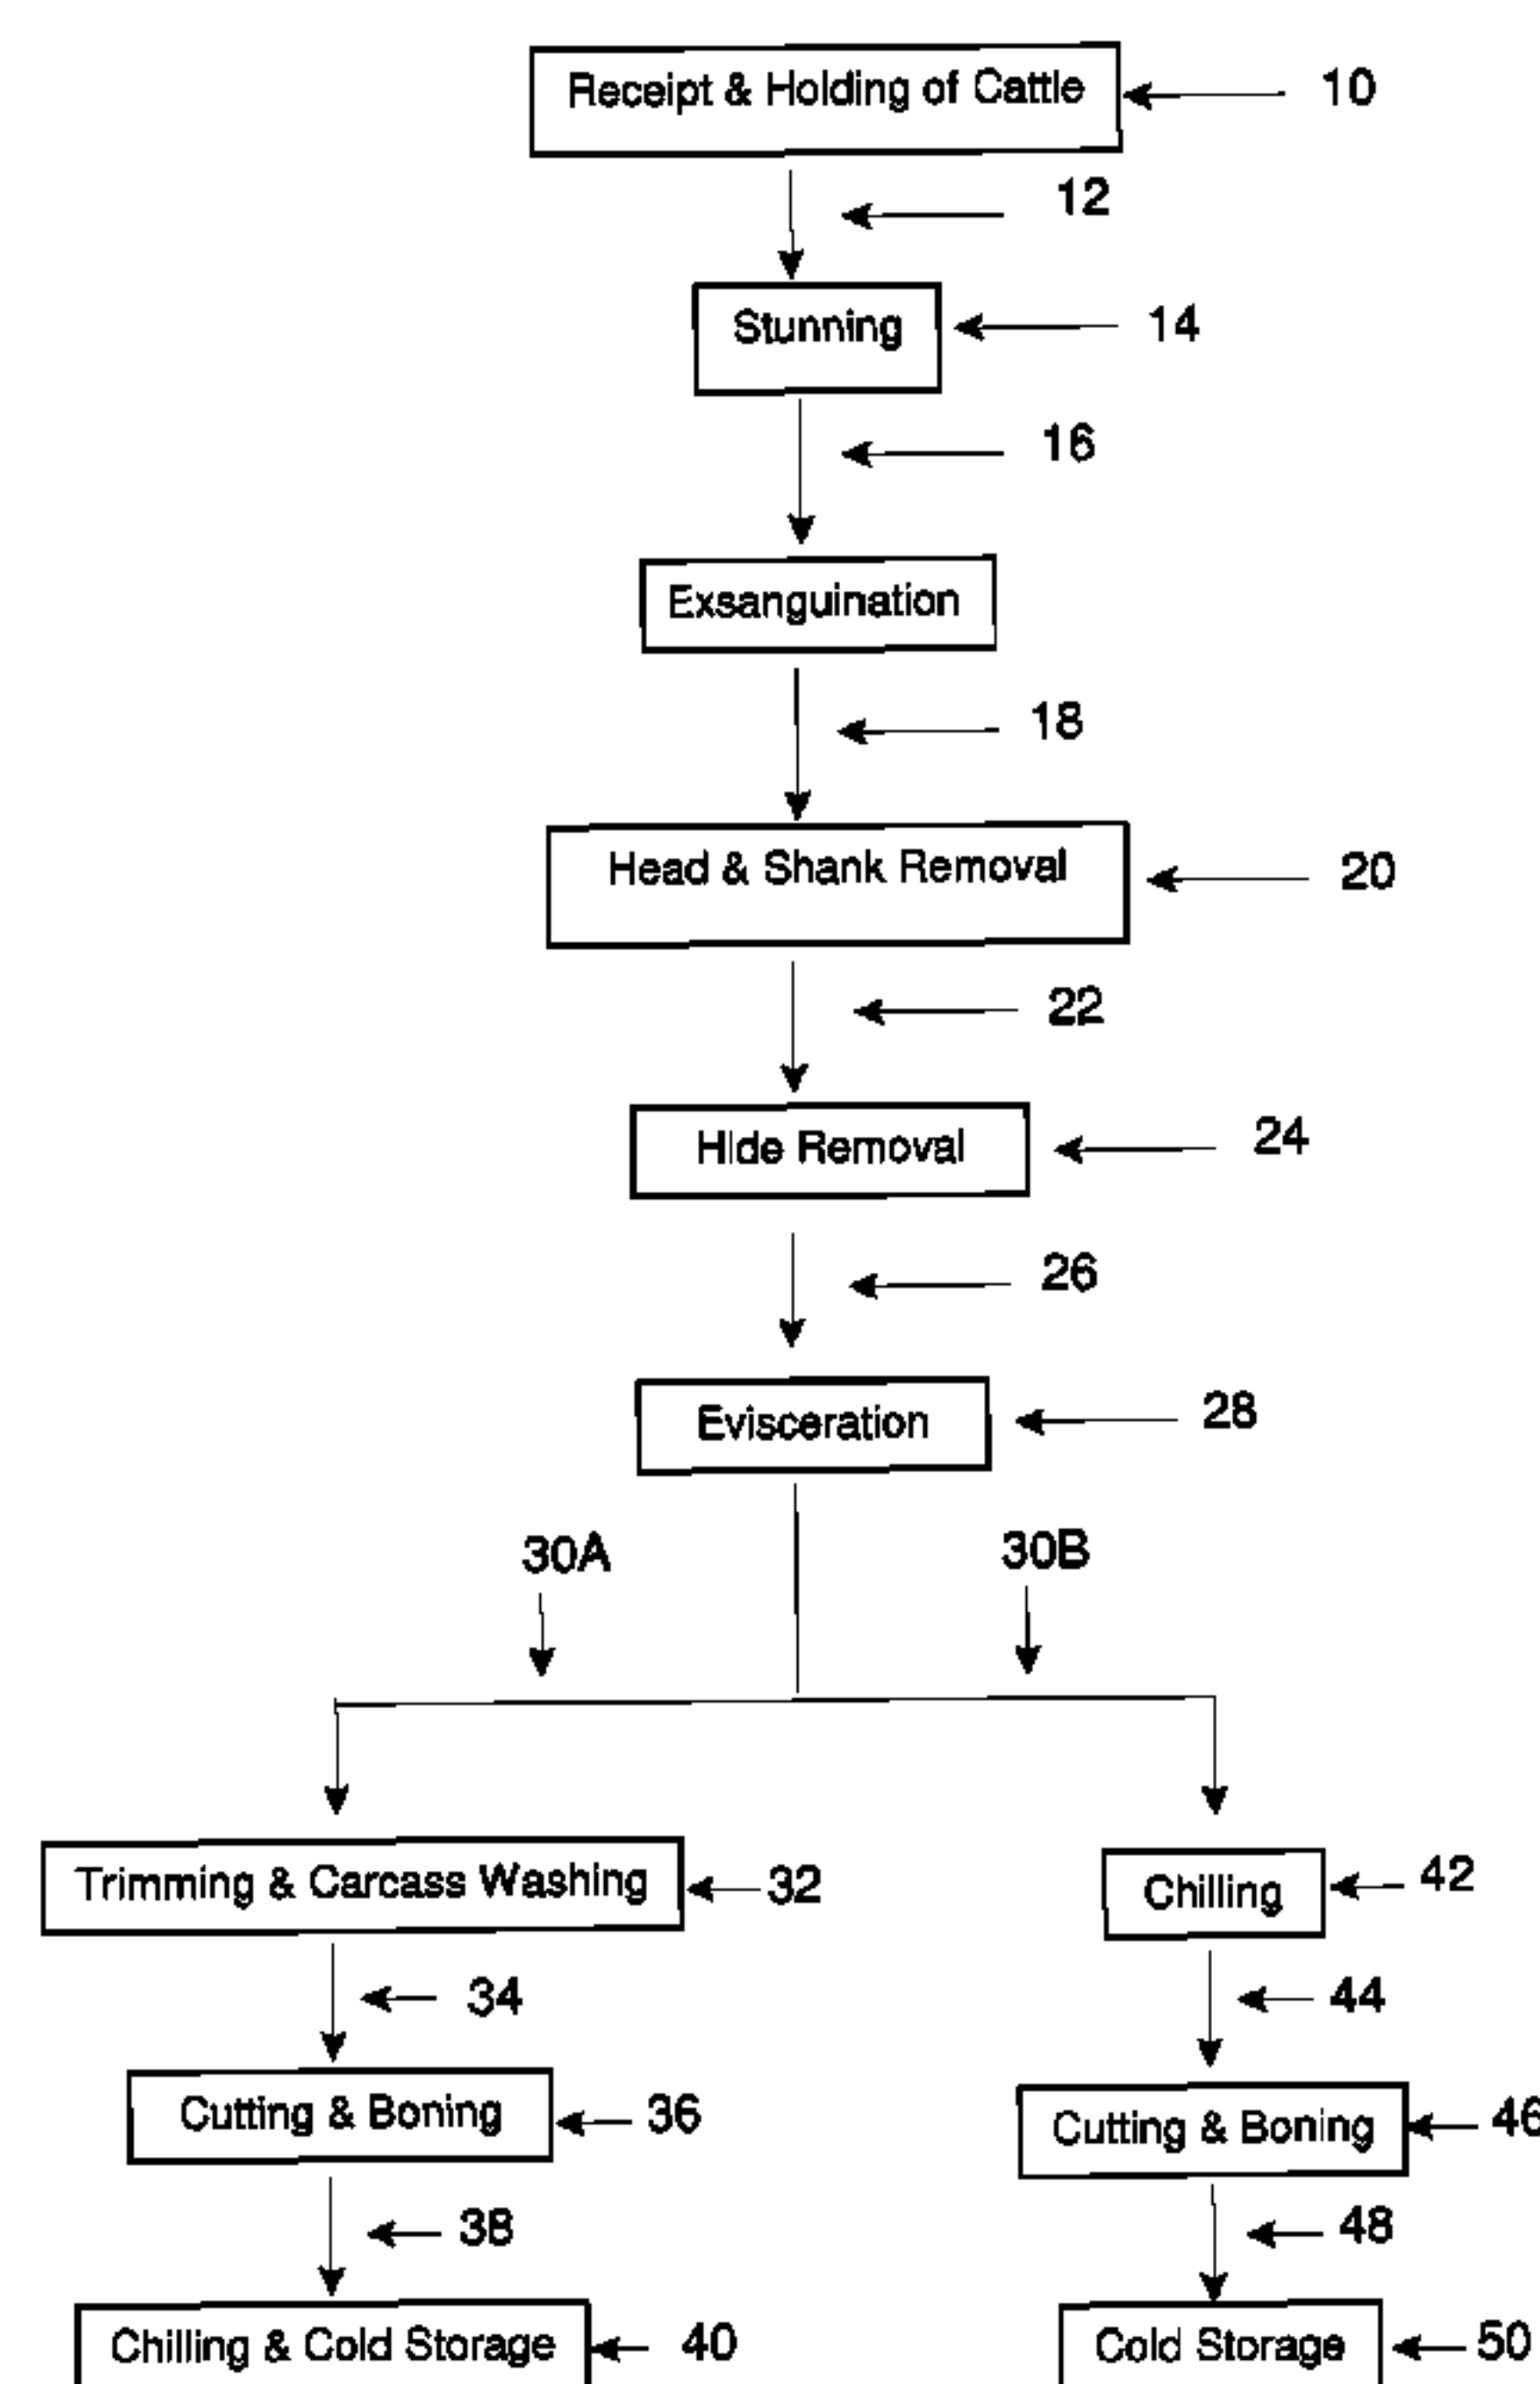 Receipt & Holding of Cattle
10
12
Stunning
14
16
Exsanguination
18
Head & Shank Removal
20
22
Hide Removal
24
26
Evisceration
28
30A
30B
Trimming & Carcass Washing
32
Chilling
42
34
44
Cutting & Boning
36
Cutting & Boning
46
38
48
Chilling & Cold Storage
40
Cold Storage
50